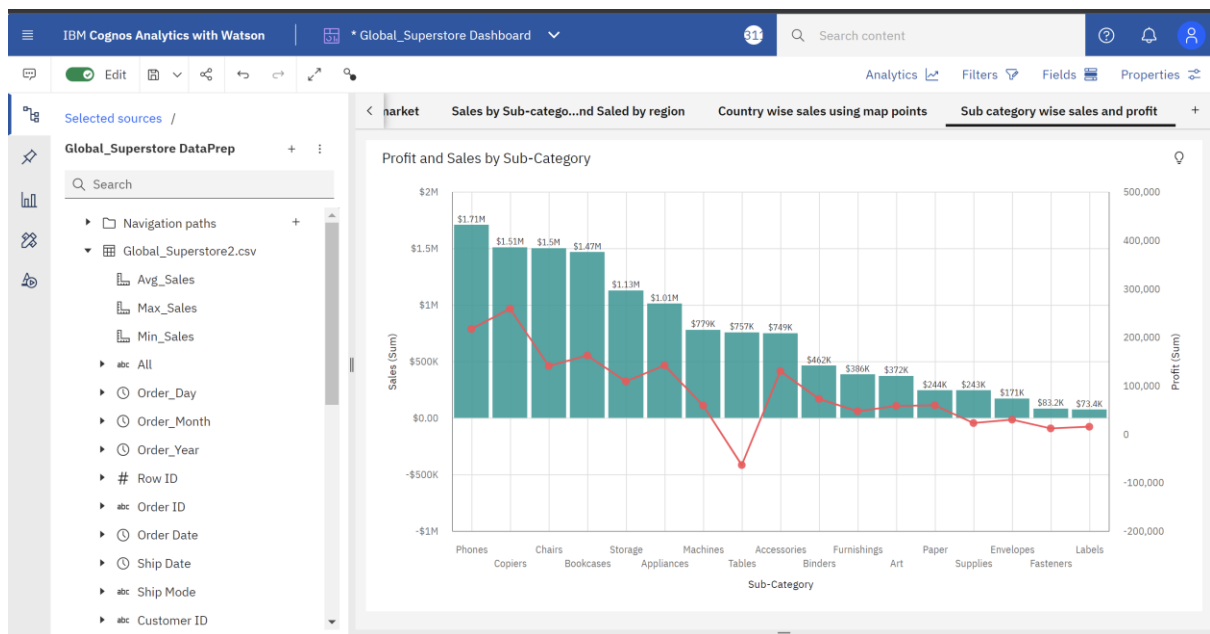 IBM Cognos Analytics with Watson
* Global_Superstore Dashboard
Search content
Edit
Analytics
Filters
Fields
Properties
Selected sources /
Global_Superstore DataPrep
Search
Navigation paths
Global_Superstore2.csv
Avg_Sales
Max_Sales
Min_Sales
abc All
Order_Day
Order_Month
Order_Year
# Row ID
abc Order ID
Order Date
Ship Date
abc Ship Mode
abc Customer ID
market
Sales by Sub-catego...nd Saled by region
Country wise sales using map points
Sub category wise sales and profit
Profit and Sales by Sub-Category
Sales (Sum)
$2M
$1.5M
$1M
$500K
$0.00
-$500K
-$1M
$1.71M
$1.51M
$1.5M
$1.47M
$1.13M
$1.01M
$779K
$757K
$749K
$462K
$386K
$372K
$244K
$243K
$171K
$83.2K
$73.4K
500,000
400,000
300,000
200,000
100,000
0
-100,000
-200,000
Profit (Sum)
Phones
Copiers
Chairs
Bookcases
Storage
Appliances
Machines
Tables
Accessories
Binders
Furnishings
Art
Paper
Supplies
Envelopes
Fasteners
Labels
Sub-Category